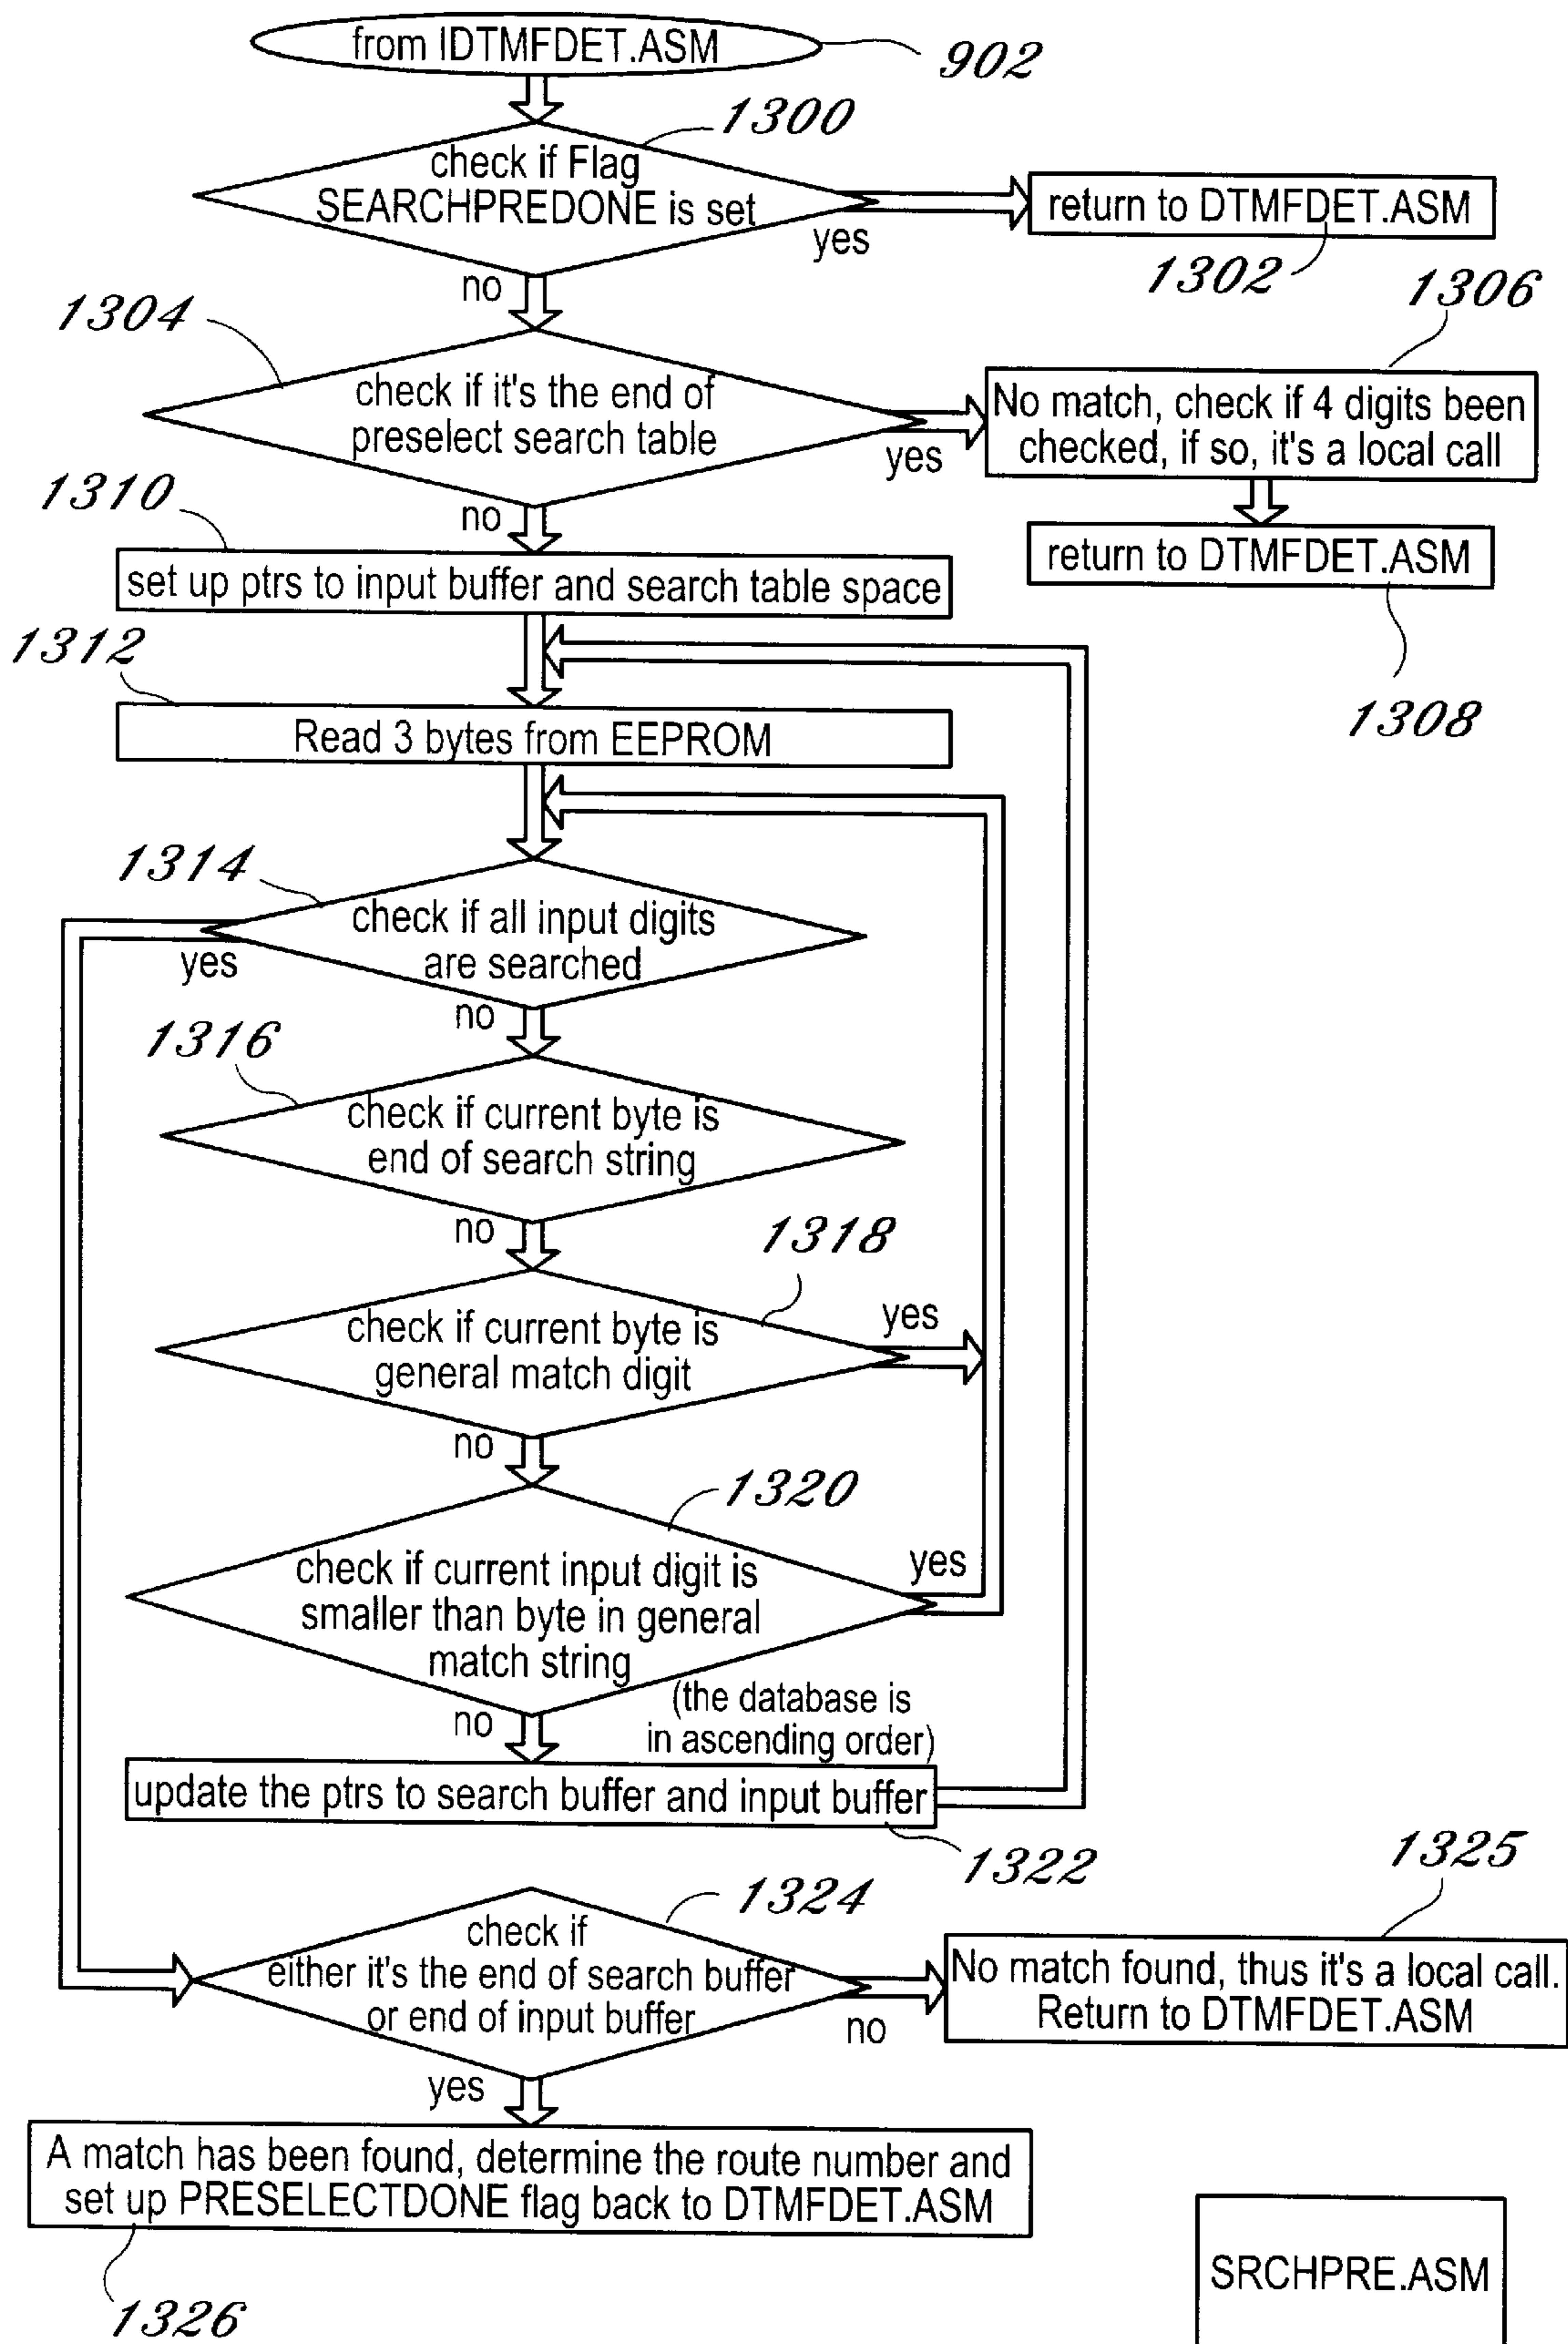 from IDTMFDET.ASM
902
1300
check if Flag
SEARCHPREDONE is set
yes
return to DTMFDET.ASM
1302
no
1304
check if it's the end of
preselect search table
yes
1306
No match, check if 4 digits been
checked, if so, it's a local call
return to DTMFDET.ASM
1308
no
1310
set up ptrs to input buffer and search table space
1312
Read 3 bytes from EEPROM
1314
check if all input digits
are searched
yes
no
1316
check if current byte is
end of search string
no
1318
check if current byte is
general match digit
yes
no
1320
check if current input digit is
smaller than byte in general
match string
yes
(the database is
in ascending order)
no
update the ptrs to search buffer and input buffer
1322
1324
check if
either it's the end of search buffer
or end of input buffer
no
1325
No match found, thus it's a local call.
Return to DTMFDET.ASM
yes
A match has been found, determine the route number and
set up PRESELECTDONE flag back to DTMFDET.ASM
1326
SRCHPRE.ASM